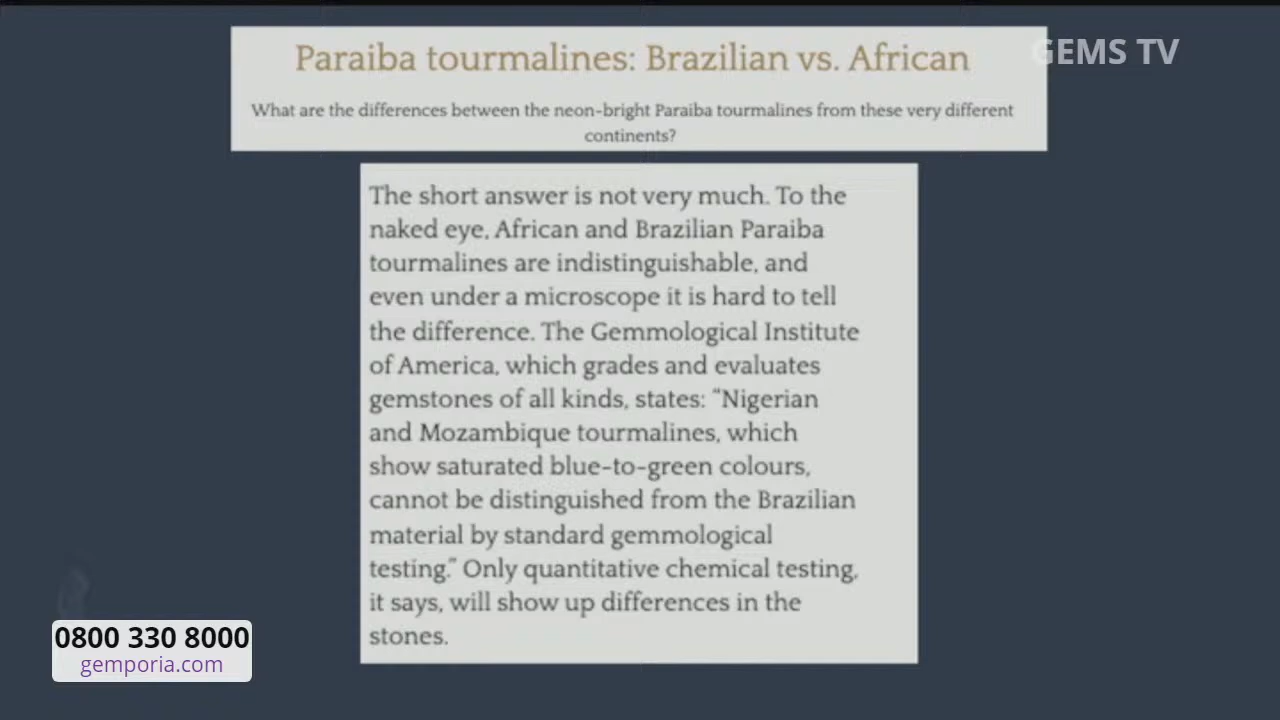 GEMS TV
Paraiba tourmalines: Brazilian vs. African
What are the differences between the neon-bright Paraiba tourmalines from these very different
continents?
The short answer is not very much. To the
naked eye, African and Brazilian Paraiba
tourmalines are indistinguishable, and
even under a microscope it is hard to tell
the difference. The Gemmological Institute
of America, which grades and evaluates
gemstones of all kinds, states: “Nigerian
and Mozambique tourmalines, which
show saturated blue-to-green colours,
cannot be distinguished from the Brazilian
material by standard gemmological
testing.” Only quantitative chemical testing,
it says, will show up differences in the
stones.
0800 330 8000
gemporia.com